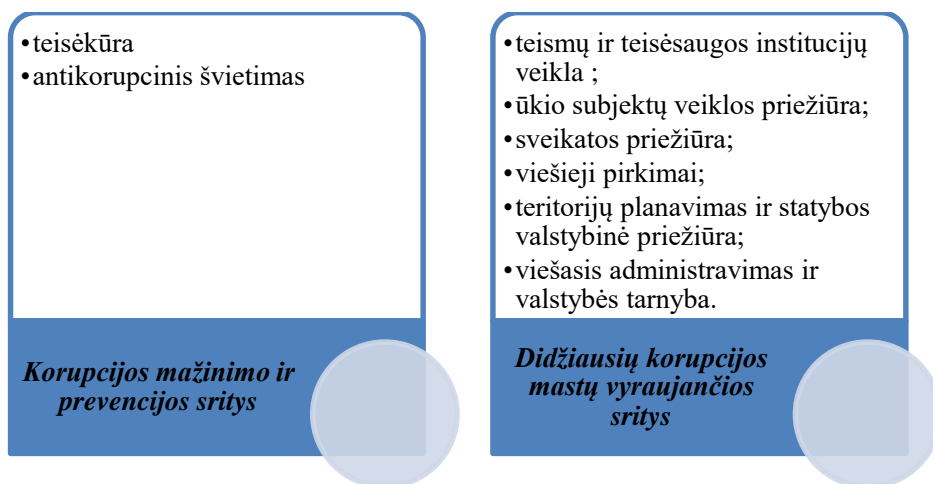 •teisėkūra
•antikorupcinis švietimas
Korupcijos mažinimo ir
prevencijos sritys
•teismų ir teisėsaugos institucijų
veikla ;
•ūkio subjektų veiklos priežiūra;
•sveikatos priežiūra;
•viešieji pirkimai;
•teritorijų planavimas ir statybos
valstybinė priežiūra;
•viešasis administravimas ir
valstybės tarnyba.
Didžiausių korupcijos
mastų vyraujančios
sritys